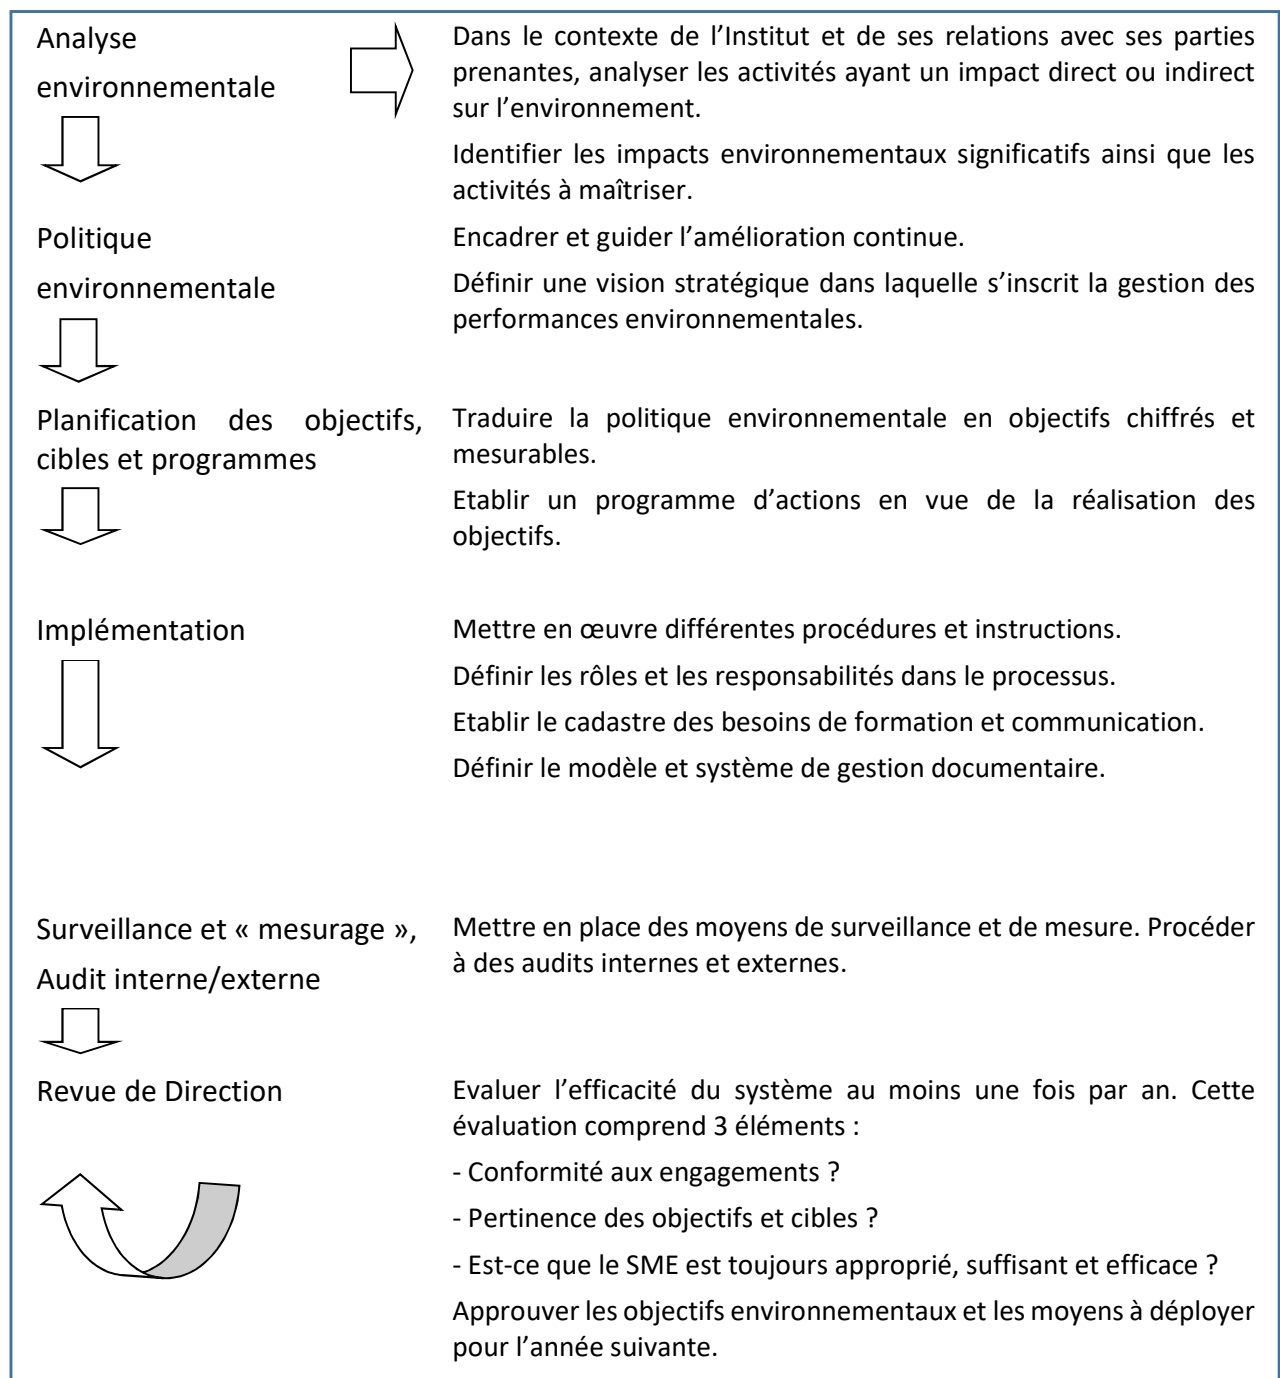 Analyse
environnementale
Dans le contexte de l’Institut et de ses relations avec ses parties
prenantes, analyser les activités ayant un impact direct ou indirect
sur l’environnement.
Identifier les impacts environnementaux significatifs ainsi que les
activités à maîtriser.
Politique
environnementale
Encadrer et guider l’amélioration continue.
Définir une vision stratégique dans laquelle s’inscrit la gestion des
performances environnementales.
Planification des objectifs,
cibles et programmes
Traduire la politique environnementale en objectifs chiffrés et
mesurables.
Etablir un programme d’actions en vue de la réalisation des
objectifs.
Implémentation
Mettre en œuvre différentes procédures et instructions.
Définir les rôles et les responsabilités dans le processus.
Etablir le cadastre des besoins de formation et communication.
Définir le modèle et système de gestion documentaire.
Surveillance et « mesurage »,
Audit interne/externe
Mettre en place des moyens de surveillance et de mesure. Procéder
à des audits internes et externes.
Revue de Direction
Evaluer l’efficacité du système au moins une fois par an. Cette
évaluation comprend 3 éléments :
- Conformité aux engagements ?
- Pertinence des objectifs et cibles ?
- Est-ce que le SME est toujours approprié, suffisant et efficace ?
Approuver les objectifs environnementaux et les moyens à déployer
pour l’année suivante.